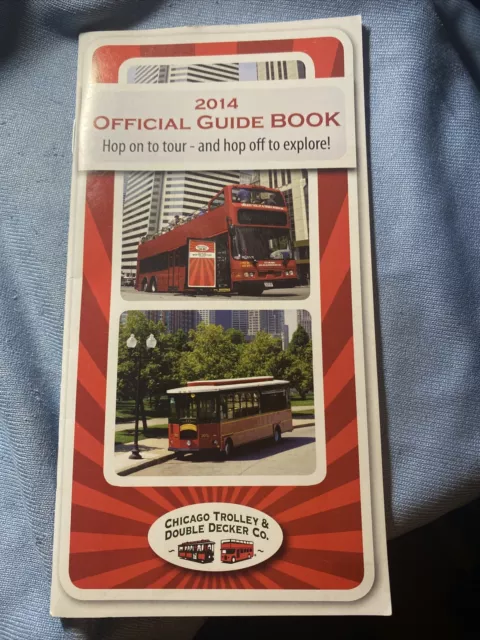 2014
OFFICIAL GUIDE BOOK
Hop on to tour - and hop off to explore!
CHICAGO TROLLEY &
DOUBLE DECKER CO.